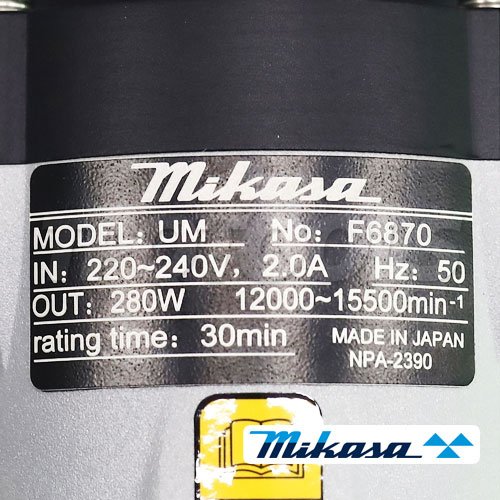 Mikasa
MODEL: UM No: F6870
IN: 220~240V, 2.0A Hz: 50
OUT: 280W 12000~15500min⁻¹
rating time: 30min MADE IN JAPAN
NPA-2390
mikasa